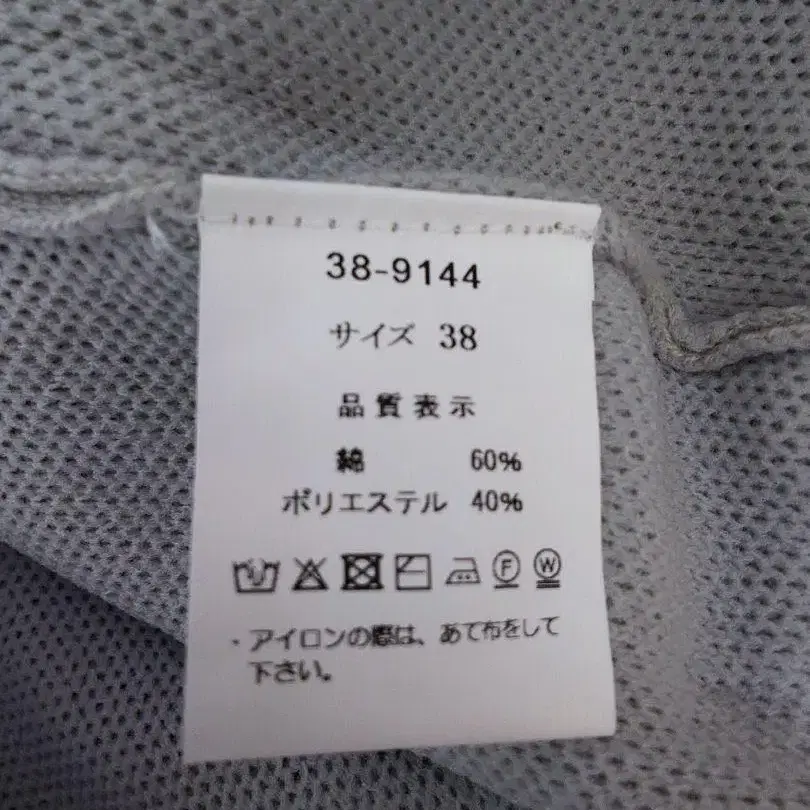 38-9144
サイズ 38
品質表示
綿 60%
ポリエステル 40%
F W
・アイロンの際は、あて布をして
下さい。